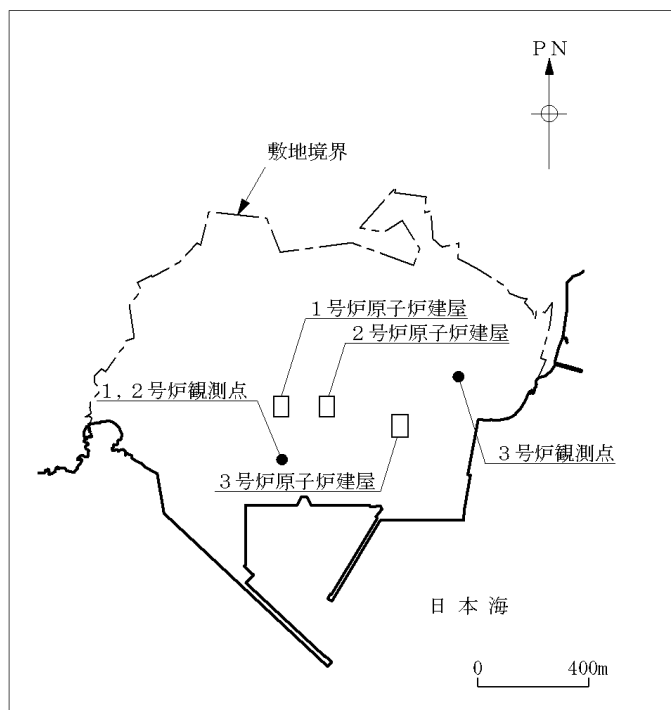 PN
敷地境界
1号炉原子炉建屋
2号炉原子炉建屋
1,2号炉観測点
3号炉原子炉建屋
3号炉観測点
日本海
0 400m